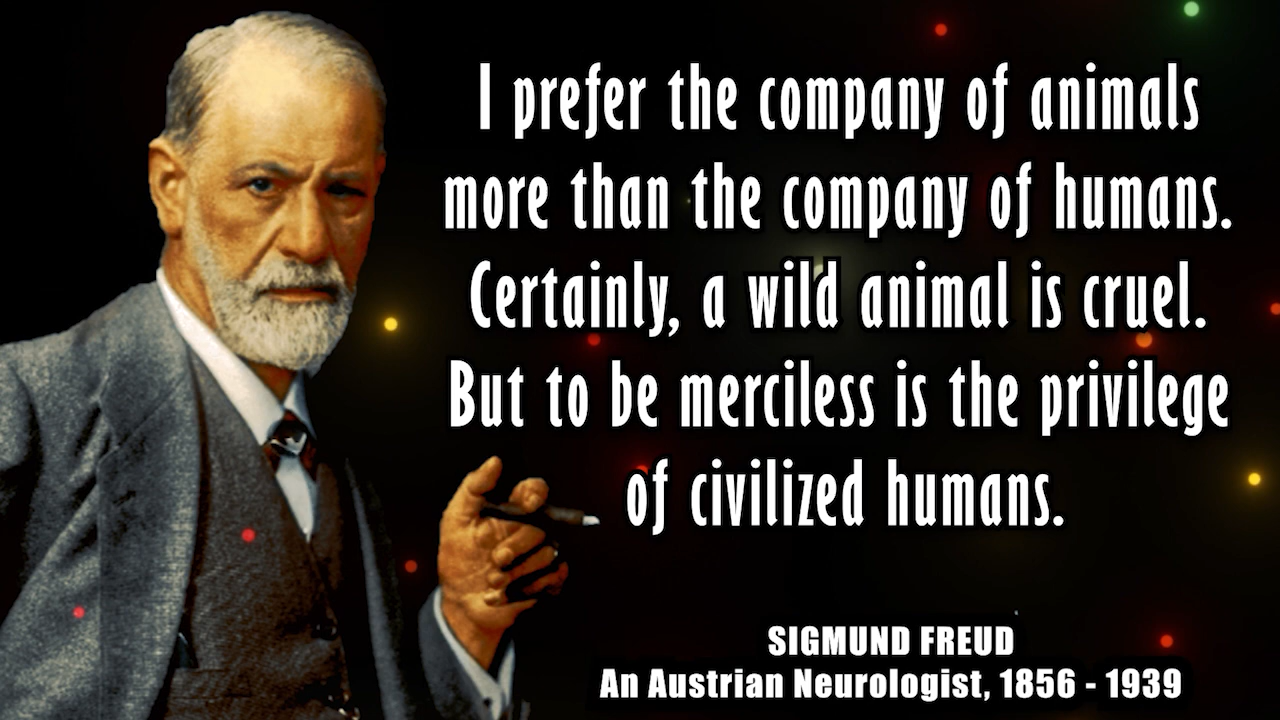 I prefer the company of animals
more than the company of humans.
Certainly, a wild animal is cruel.
But to be merciless is the privilege
of civilized humans.
SIGMUND FREUD
An Austrian Neurologist, 1856 - 1939